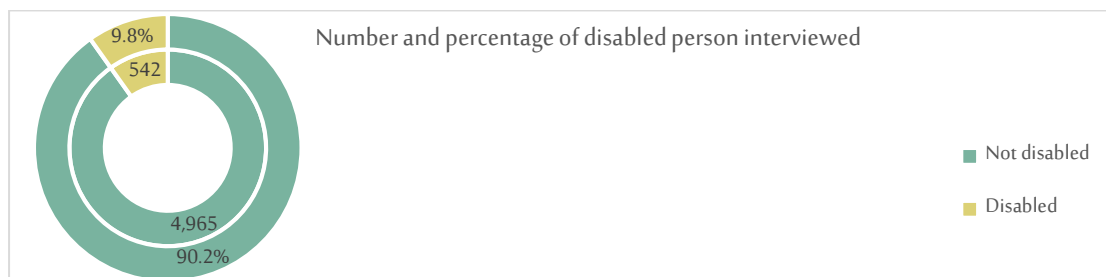 Number and percentage of disabled person interviewed
9.8%
542
4,965
90.2%
Not disabled
Disabled